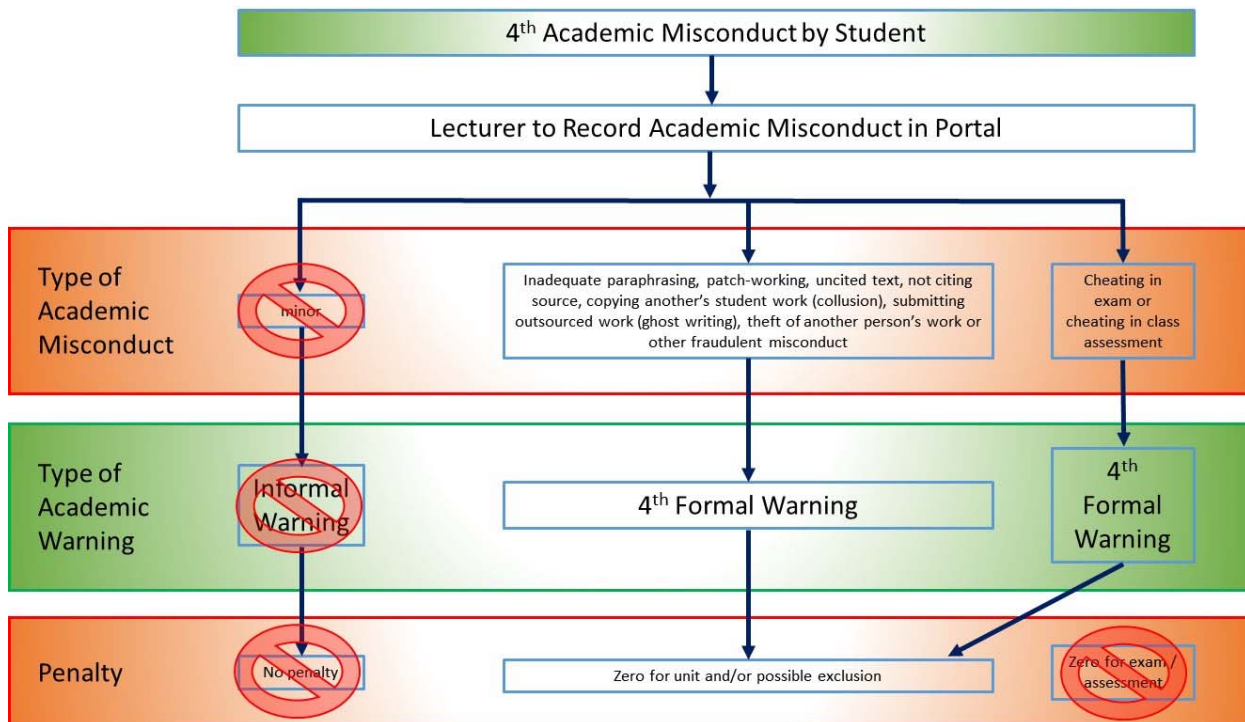 4th Academic Misconduct by Student
Lecturer to Record Academic Misconduct in Portal
Type of
Academic
Misconduct
minor
Inadequate paraphrasing, patch-working, uncited text, not citing
source, copying another's student work (collusion), submitting
outsourced work (ghost writing), theft of another person's work or
other fraudulent misconduct
Cheating in
exam or
cheating in class
assessment
Type of
Academic
Warning
Informal
Warning
4th Formal Warning
4th
Formal
Warning
Penalty
No penalty
Zero for unit and/or possible exclusion
Zero for exam /
assessment